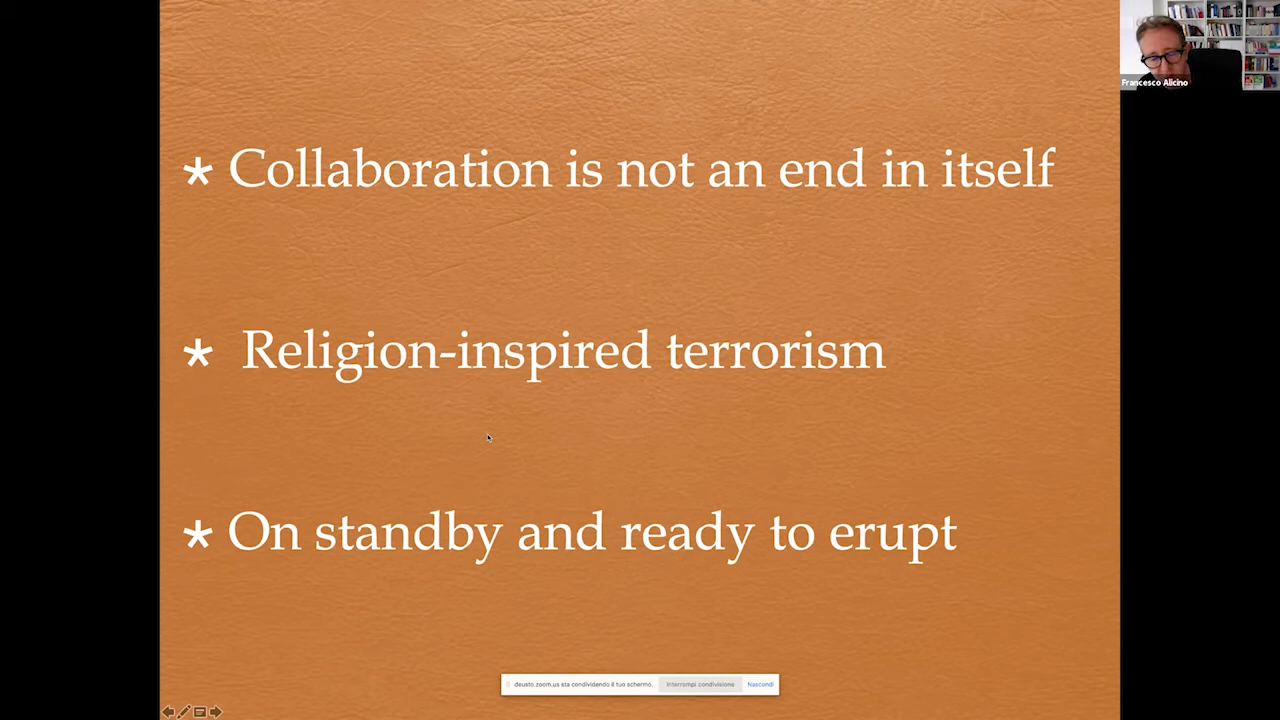 Francesco Alicino
* Collaboration is not an end in itself
* Religion-inspired terrorism
* On standby and ready to erupt
deusto.zoom.us sta condividendo il tuo schermo. Interrompi condivisione Nascondi